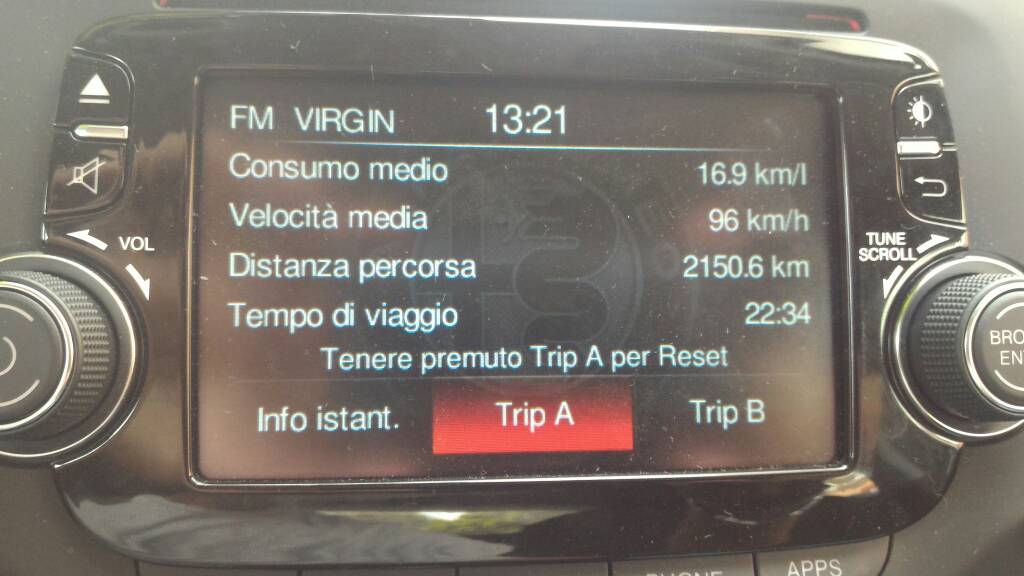 FM VIRGIN 13:21
Consumo medio 16.9 km/l
Velocità media 96 km/h
Distanza percorsa 2150.6 km
Tempo di viaggio 22:34
Tenere premuto Trip A per Reset
Info istant. Trip A Trip B
VOL
TUNE
SCROLL
PHONE
APPS